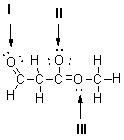 I II
O H O H
C C C O C H
H H H
III